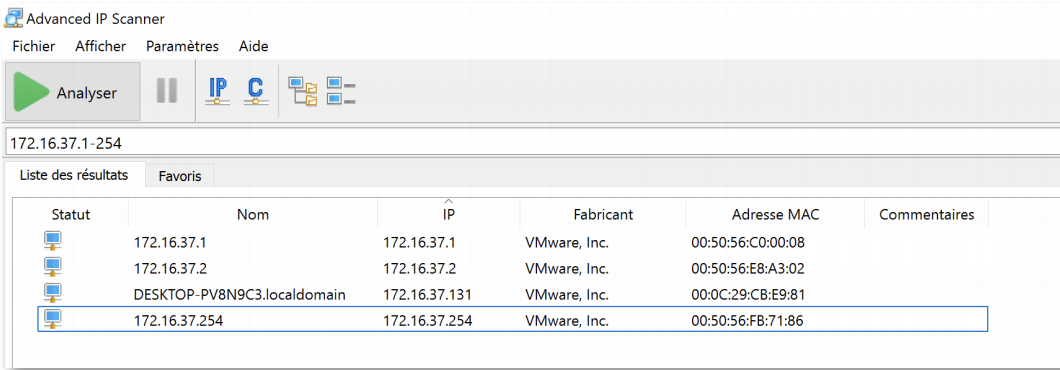 Advanced IP Scanner
Fichier Afficher Paramètres Aide
Analyser IP C
172.16.37.1-254
Liste des résultats Favoris
Statut Nom IP Fabricant Adresse MAC Commentaires
172.16.37.1 172.16.37.1 VMware, Inc. 00:50:56:C0:00:08
172.16.37.2 172.16.37.2 VMware, Inc. 00:50:56:E8:A3:02
DESKTOP-PV8N9C3.localdomain 172.16.37.131 VMware, Inc. 00:0C:29:CB:E9:81
172.16.37.254 172.16.37.254 VMware, Inc. 00:50:56:FB:71:86